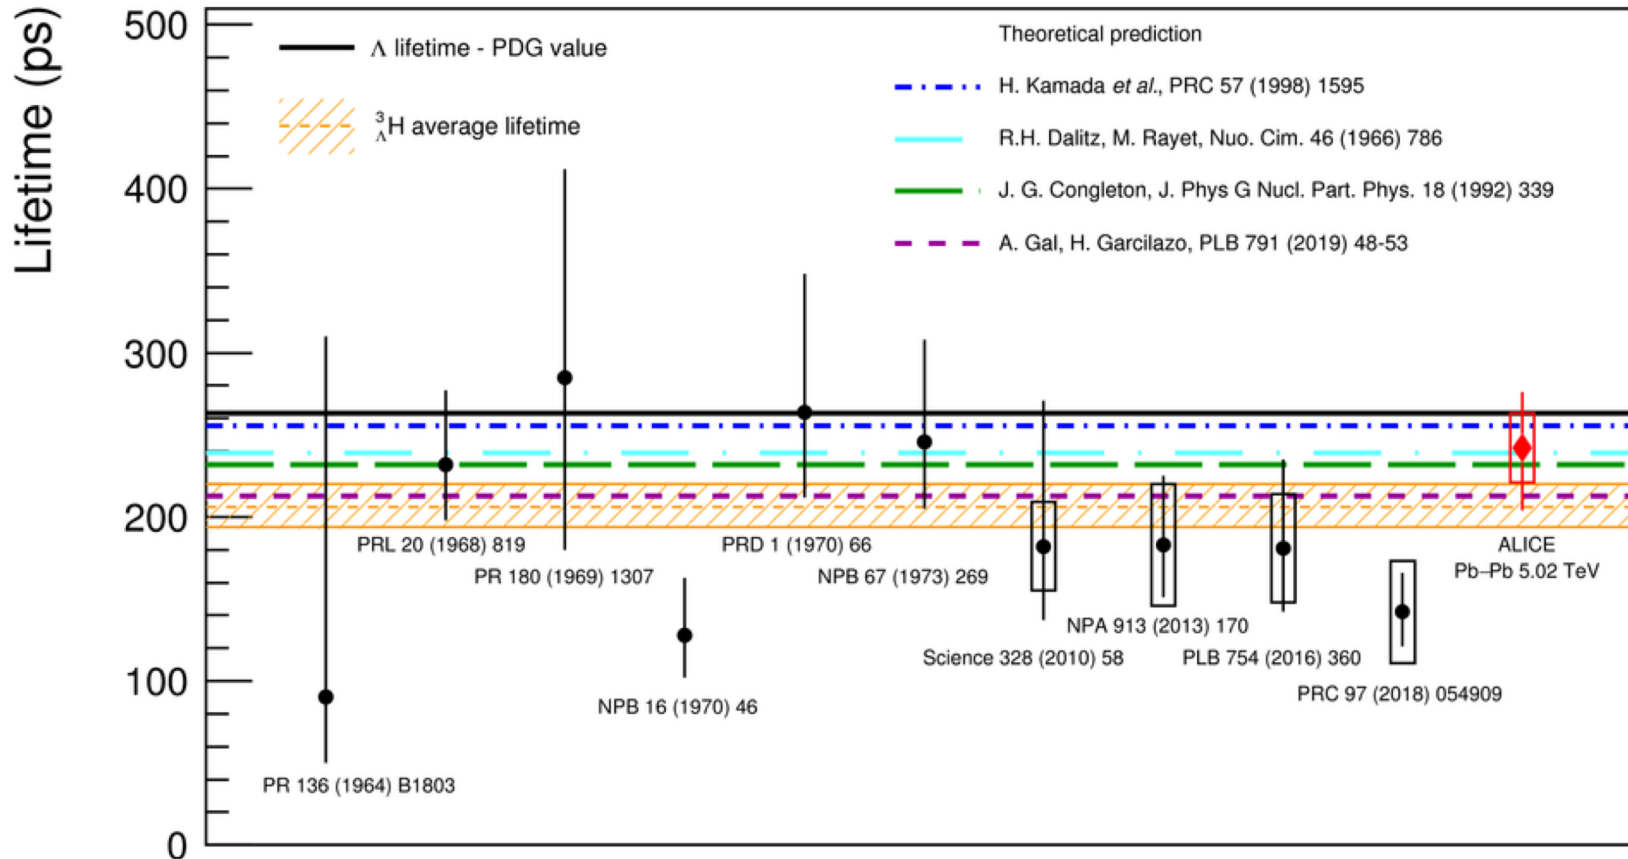 Lifetime (ps)
500
400
300
200
100
0
Λ lifetime - PDG value
³ΛH average lifetime
Theoretical prediction
H. Kamada et al., PRC 57 (1998) 1595
R.H. Dalitz, M. Rayet, Nuo. Cim. 46 (1966) 786
J. G. Congleton, J. Phys G Nucl. Part. Phys. 18 (1992) 339
A. Gal, H. Garcilazo, PLB 791 (2019) 48-53
PR 136 (1964) B1803
PRL 20 (1968) 819
PR 180 (1969) 1307
NPB 16 (1970) 46
PRD 1 (1970) 66
NPB 67 (1973) 269
Science 328 (2010) 58
NPA 913 (2013) 170
PLB 754 (2016) 360
PRC 97 (2018) 054909
ALICE
Pb–Pb 5.02 TeV